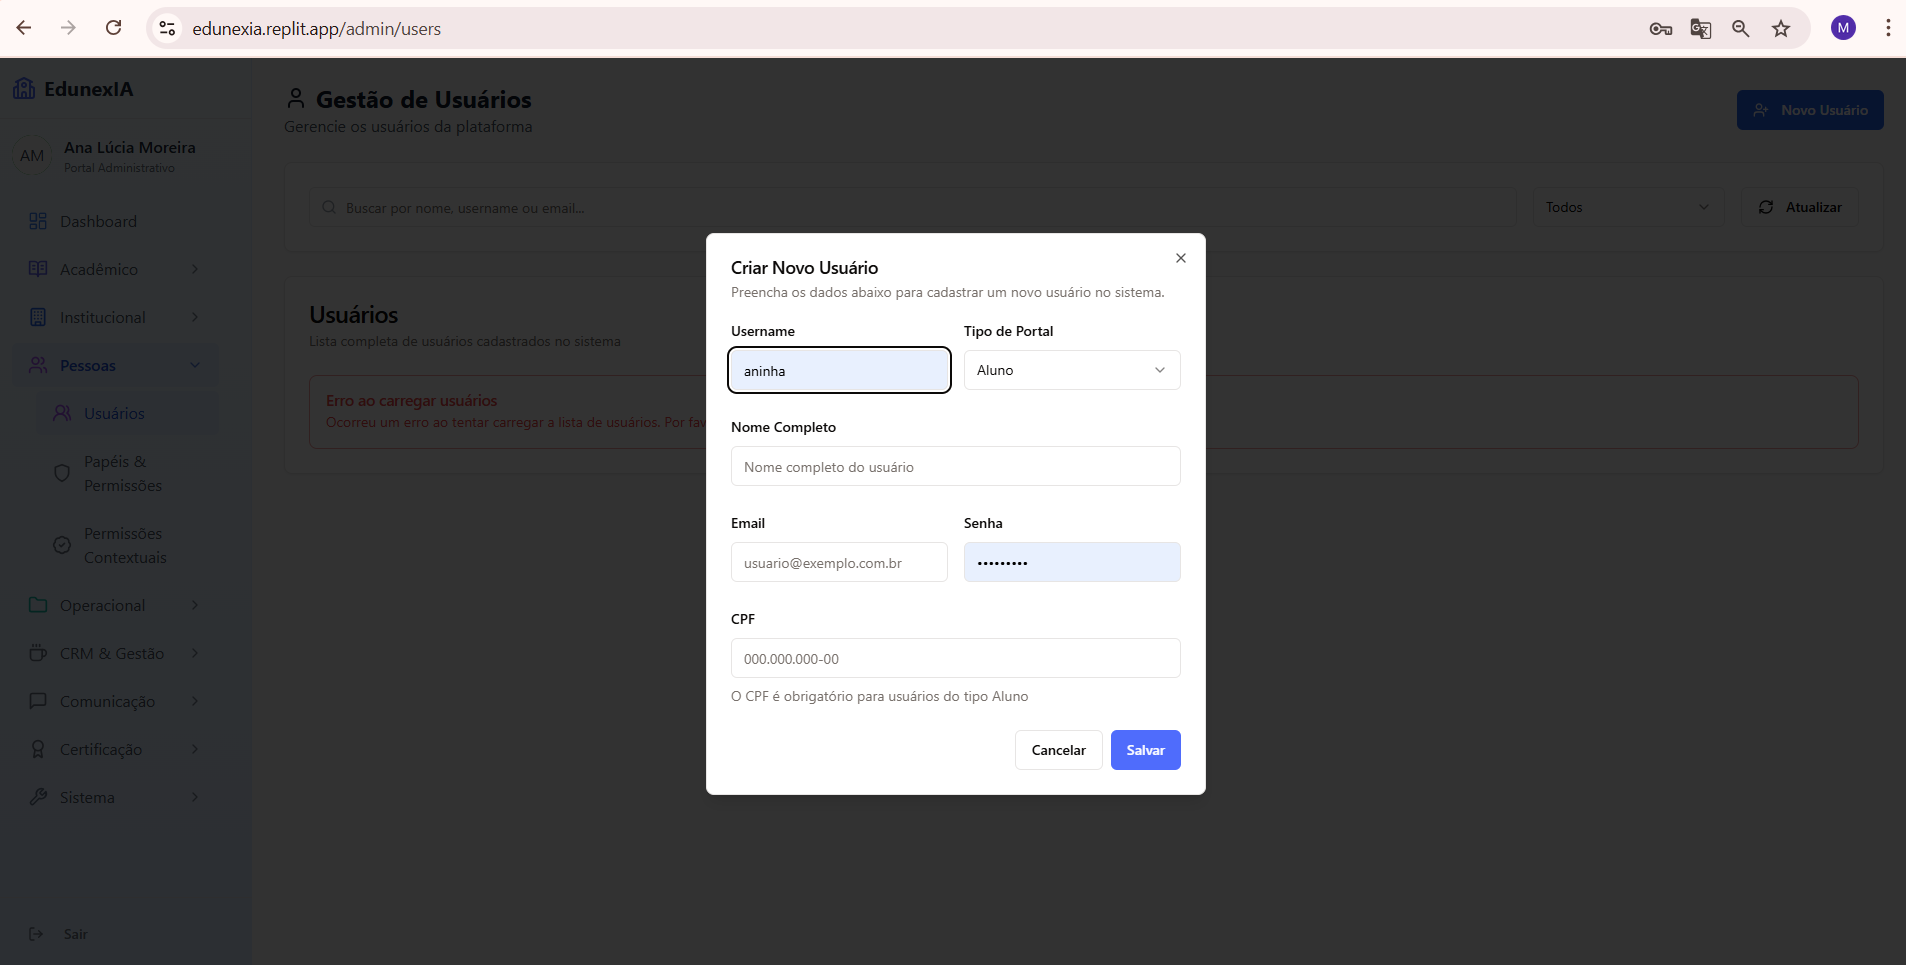 edunexia.replit.app/admin/users
M
EdunexIA
AM
Ana Lúcia Moreira
Portal Administrativo
Dashboard
Acadêmico
Institucional
Pessoas
Usuários
Papéis &
Permissões
Permissões
Contextuais
Operacional
CRM & Gestão
Comunicação
Certificação
Sistema
Sair
Gestão de Usuários
Gerencie os usuários da plataforma
Novo Usuário
Buscar por nome, username ou email...
Todos
Atualizar
Usuários
Lista completa de usuários cadastrados no sistema
Erro ao carregar usuários
Ocorreu um erro ao tentar carregar a lista de usuários. Por fav
Criar Novo Usuário
Preencha os dados abaixo para cadastrar um novo usuário no sistema.
Username
Tipo de Portal
aninha
Aluno
Nome Completo
Nome completo do usuário
Email
Senha
usuario@exemplo.com.br
•••••••••
CPF
000.000.000-00
O CPF é obrigatório para usuários do tipo Aluno
Cancelar
Salvar